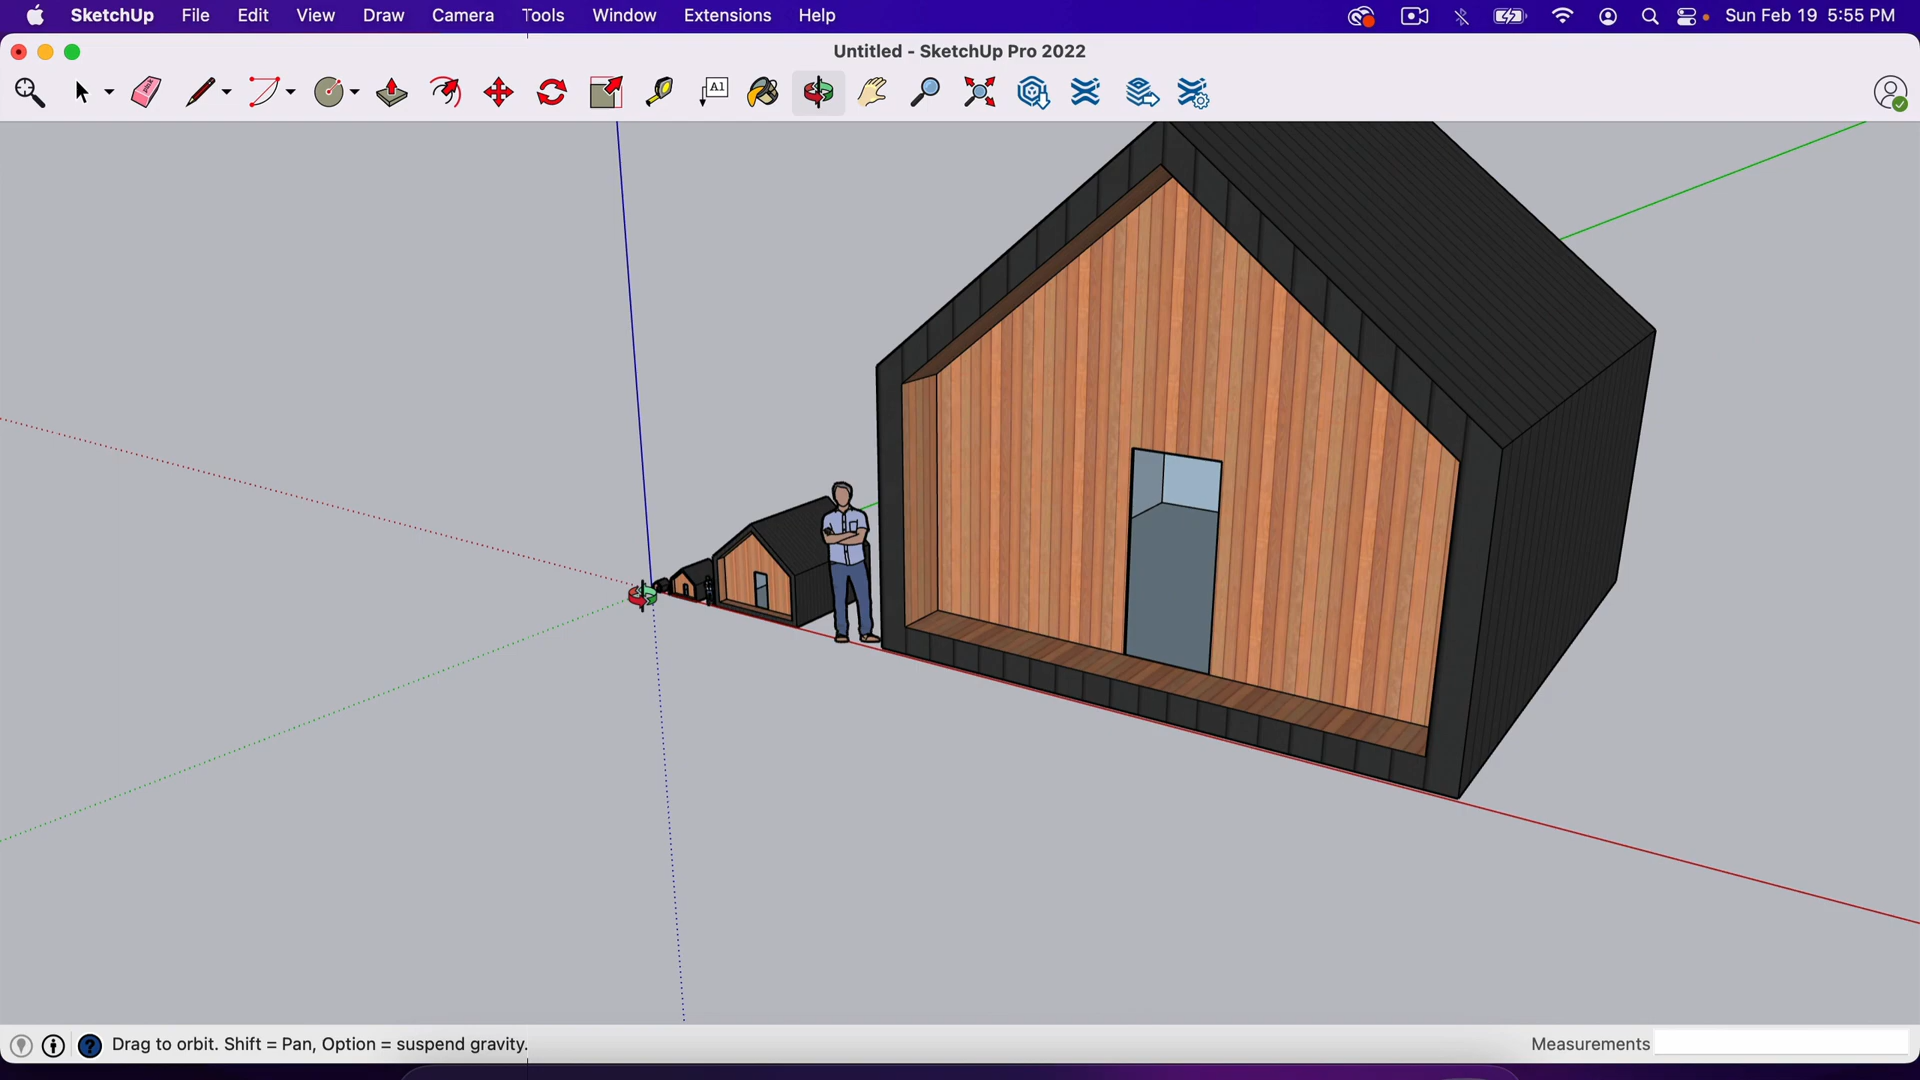 SketchUp File Edit View Draw Camera Tools Window Extensions Help Sun Feb 19 5:55 PM
Untitled - SketchUp Pro 2022
A1
Drag to orbit. Shift = Pan, Option = suspend gravity. Measurements